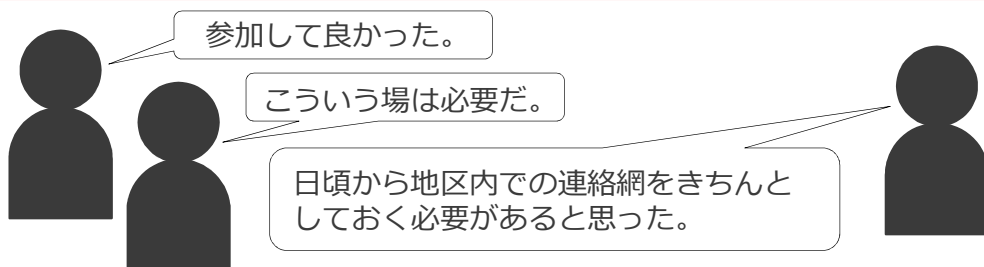 参加して良かった。
こういう場は必要だ。
日頃から地区内での連絡網をきちんと
しておく必要があると思った。